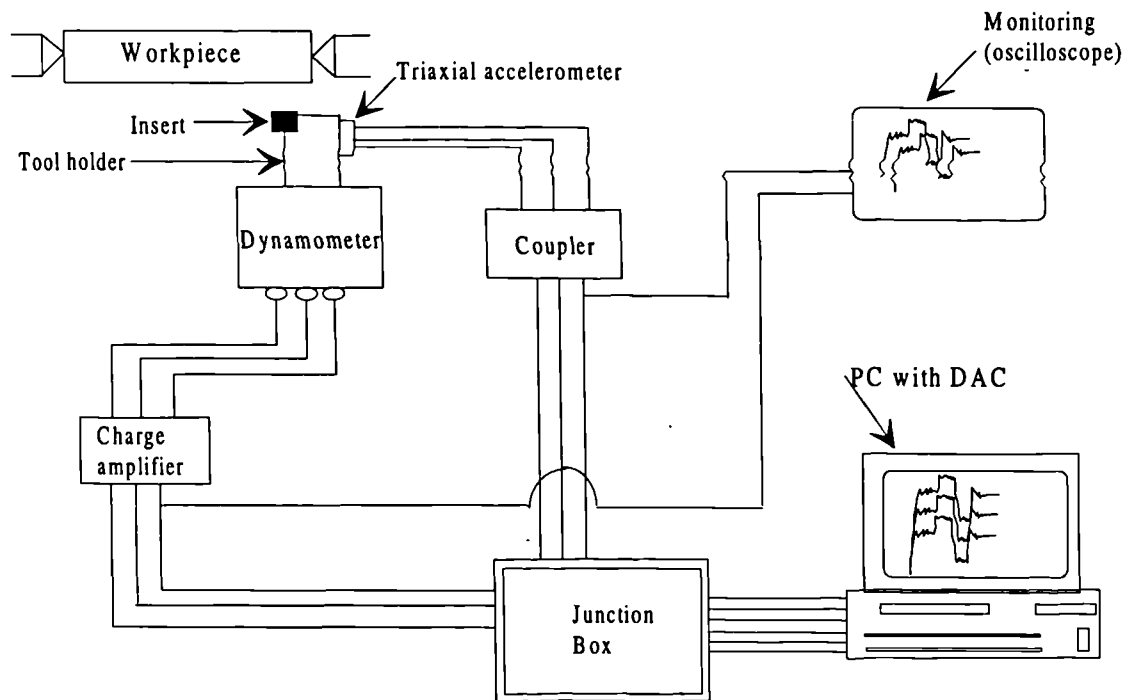 Monitoring
(oscilloscope)
Workpiece
Triaxial accelerometer
Insert
Tool holder
Dynamometer
Coupler
PC with DAC
Charge
amplifier
Junction
Box